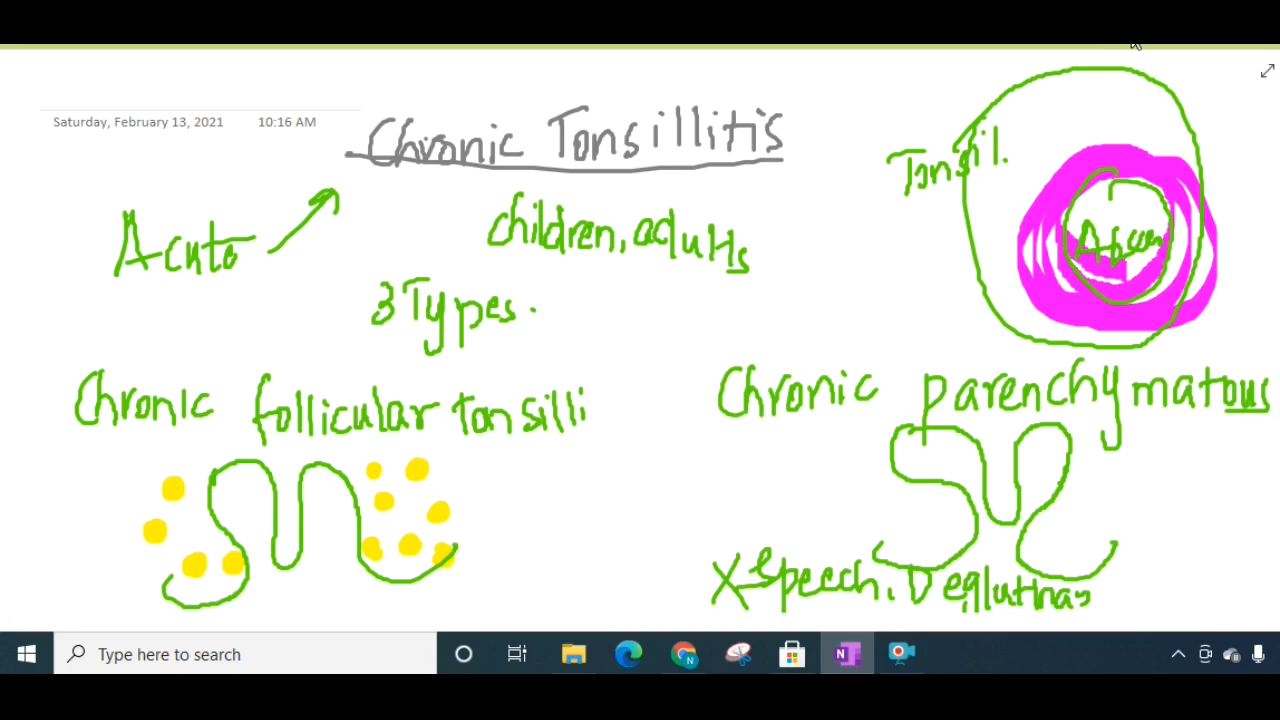 Saturday, February 13, 2021 10:16 AM
Chronic Tonsillitis
Tonsil.
Acute
children, adults
3 Types.
Chronic follicular tonsilli
Chronic parenchymatous
X speech, 
Type here to search